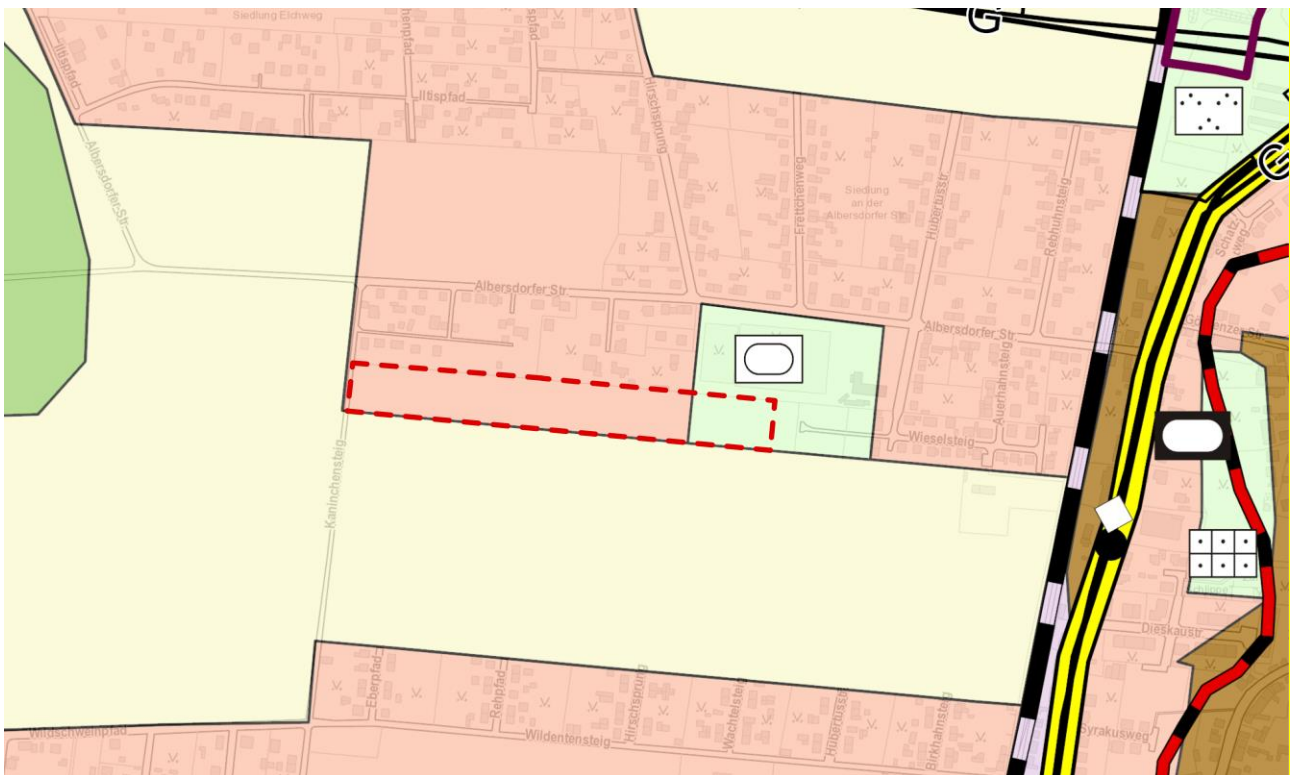 Siedlung Eichweg
G
Iltispfad
Iltispfad
Hirschsprung
G
Albersdorfer Str.
Frettchenweg
Siedlung
an der
Albersdorfer Str.
Hubertusstr
Rebhuhnsteig
Albersdorfer Str.
Albersdorfer Str.
Auerhahnsteig
Wieselsteig
Kaninchensteig
Dieskaustr
Eberpfad
Rehpfad
Hirschsprung
Wachtelsteig
Hubertusstr
Birkhahnsteig
Wildschweinpfad
Wildentensteig
Syrakusweg